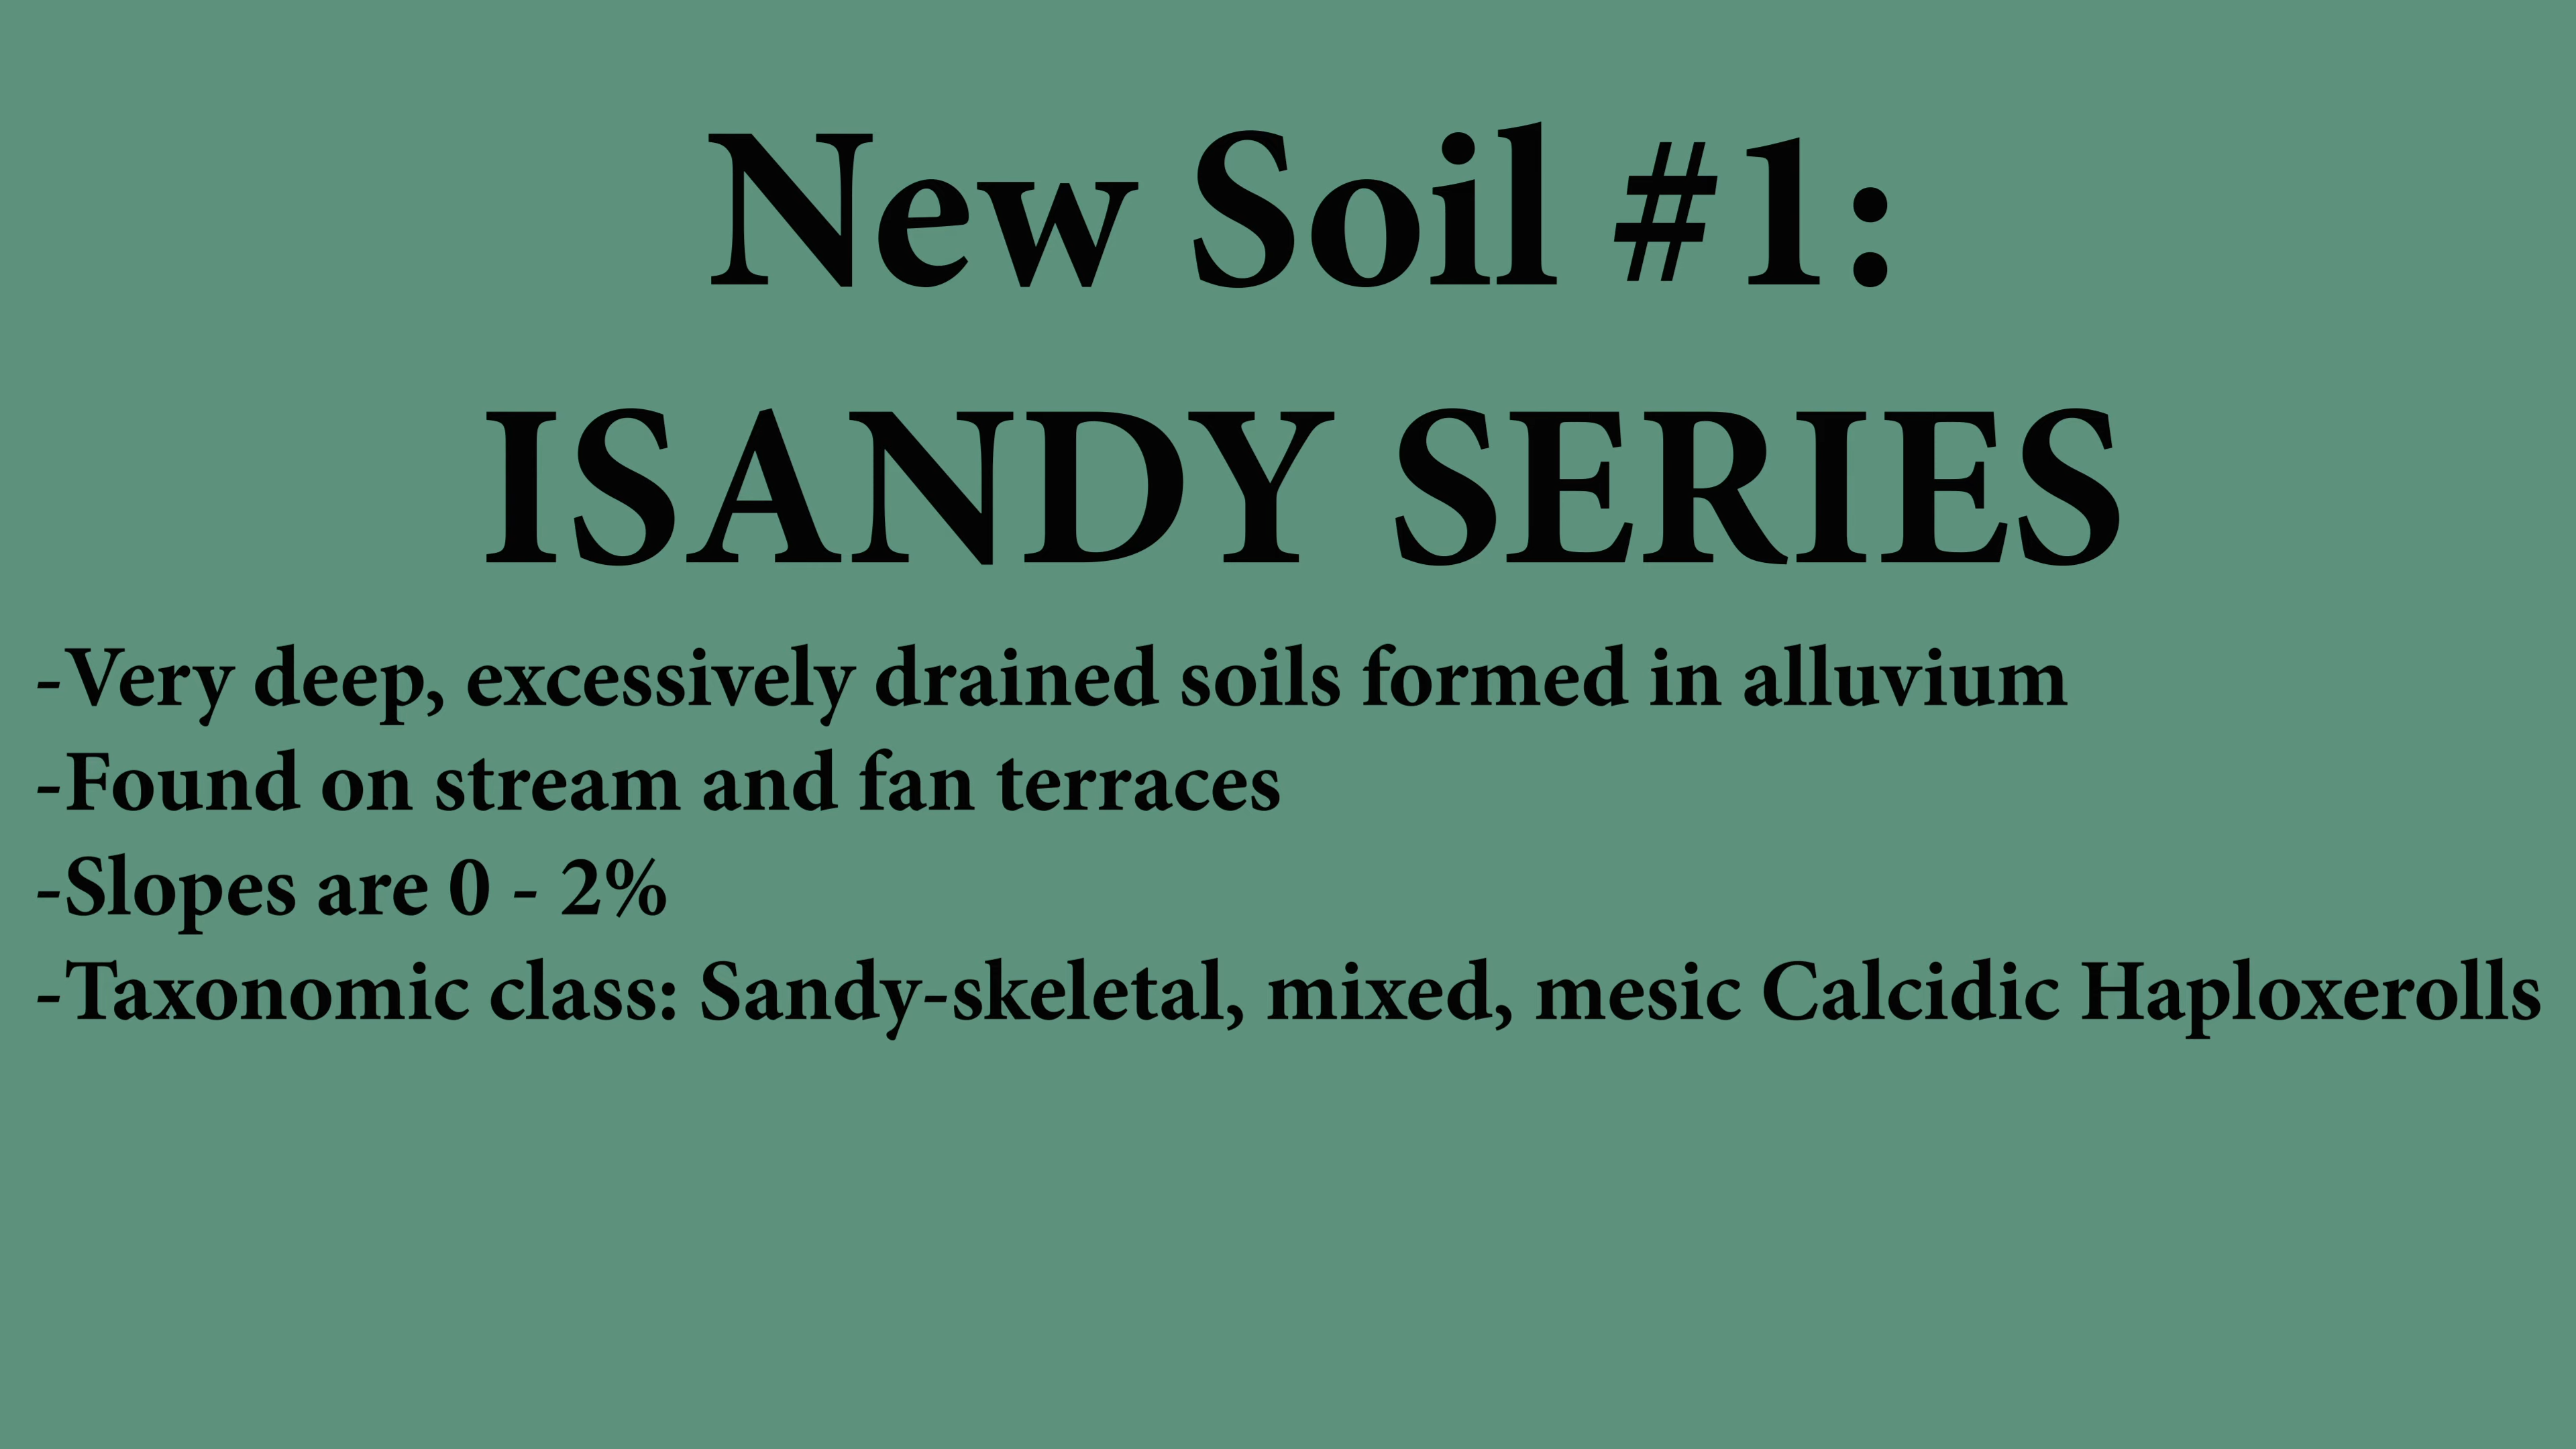 New Soil #1:
ISANDY SERIES
-Very deep, excessively drained soils formed in alluvium
-Found on stream and fan terraces
-Slopes are 0 - 2%
-Taxonomic class: Sandy-skeletal, mixed, mesic Calcidic Haploxerolls